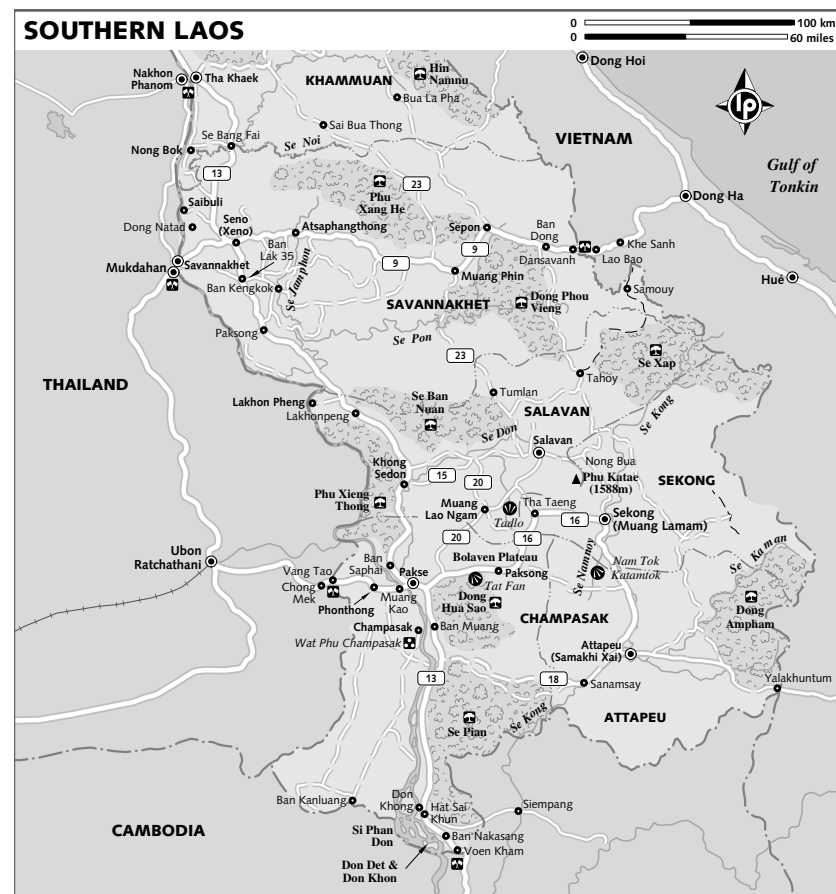 SOUTHERN LAOS
0 100 km
0 60 miles
Dong Hoi
Hin
Namnu
Nakhon
Phanom
Tha Khaek
KHAMMUAN
Bua La Pha
lp
Sai Bua Thong
Se Bang Fai
Se Noi
VIETNAM
Nong Bok
Gulf of
Tonkin
13
23
Phu
Xang He
Dong Ha
Saibuli
Dong Natad
Seno
(Xeno)
Atsaphangthong
Sepon
Ban
Dong
Khe Sanh
Ban
Lak 35
9
Dansavanh
Lao Bao
Mukdahan
Savannakhet
9
Muang Phin
Hué
Ban Kengkok
Se Jamphon
Samouy
SAVANNAKHET
Dong Phou
Vieng
Paksong
Se Pon
23
Se Xap
THAILAND
Tahoy
Lakhon Pheng
Lakhonpeng
Se Ban
Nuan
Tumlan
SALAVAN
Se Kong
Se Don
Salavan
Khong
Sedon
15
20
Nong Bua
Phu Katae
(1588m)
SEKONG
Phu Xieng
Thong
Muang
Lao Ngam
Tadlo
Tha Taeng
16
Sekong
(Muang Lamam)
20
16
Ubon
Ratchathani
Ban
Saphai
Bolaven Plateau
Se Namnoy
Nam Tok
Katamtok
Se Kaman
Vang Tao
Pakse
Paksong
Chong
Mek
Tat Fan
Phonthong
Muang
Kao
Dong
Hua Sao
Dong
Ampham
Champasak
Ban Muang
CHAMPASAK
Wat Phu Champasak
Attapeu
(Samakhi Xai)
13
18
Sanamsay
Yalakhuntum
Se Kong
ATTAPEU
Se Pian
Ban Kanluang
Don
Khong
Hat Sai
Khun
Siempang
CAMBODIA
Si Phan
Don
Ban Nakasang
Voen Kham
Don Det &
Don Khon